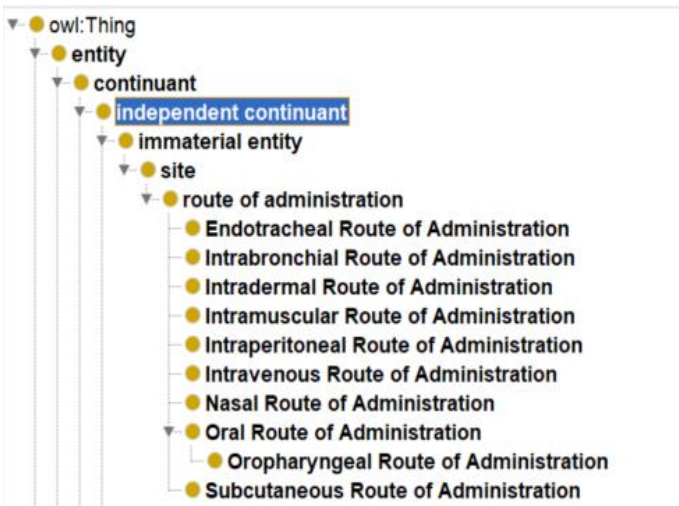 owl:Thing
entity
continuant
independent continuant
immaterial entity
site
route of administration
Endotracheal Route of Administration
Intrabronchial Route of Administration
Intradermal Route of Administration
Intramuscular Route of Administration
Intraperitoneal Route of Administration
Intravenous Route of Administration
Nasal Route of Administration
Oral Route of Administration
Oropharyngeal Route of Administration
Subcutaneous Route of Administration